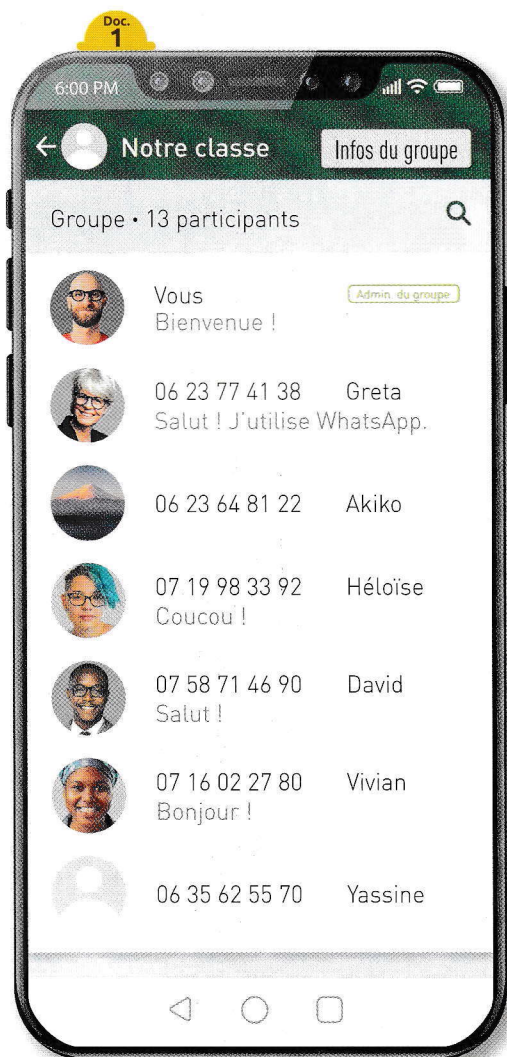 Doc.
1
6:00 PM
Notre classe Infos du groupe
Groupe • 13 participants
Vous Admin. du groupe
Bienvenue !
06 23 77 41 38 Greta
Salut ! J'utilise WhatsApp.
06 23 64 81 22 Akiko
07 19 98 33 92 Héloïse
Coucou !
07 58 71 46 90 David
Salut !
07 16 02 27 80 Vivian
Bonjour !
06 35 62 55 70 Yassine